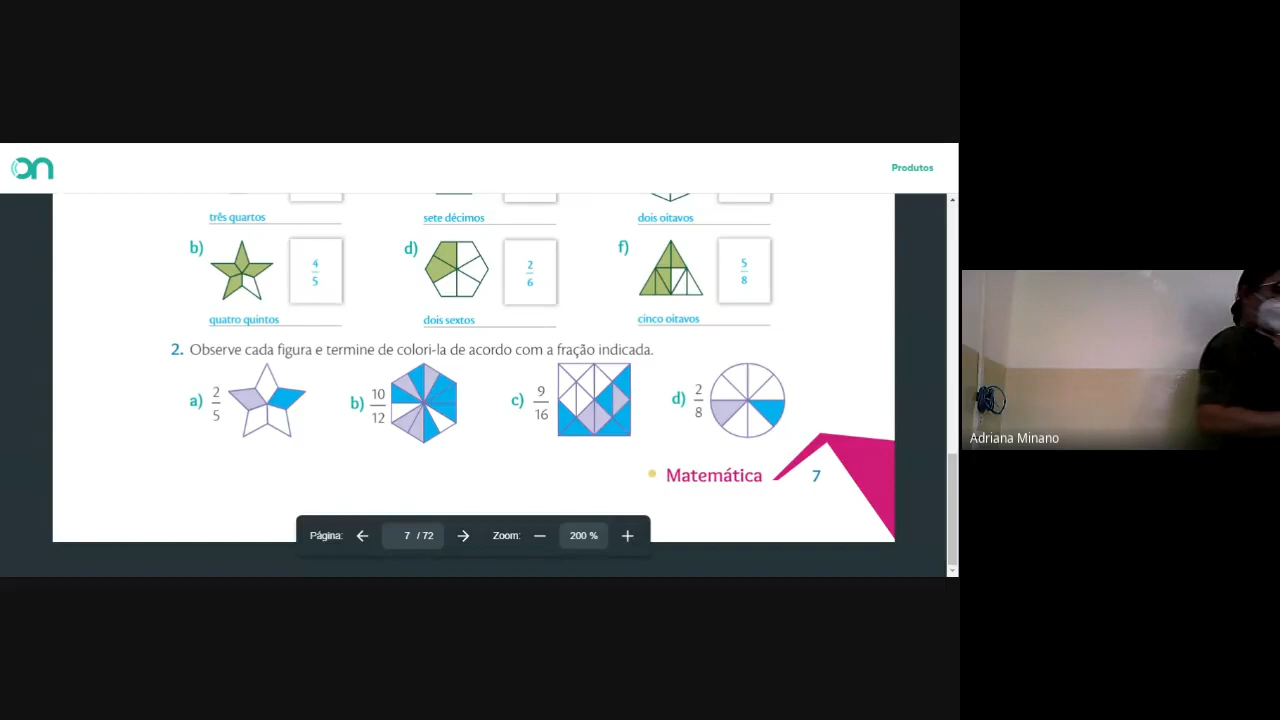 on
Produtos
três quartos
sete décimos
dois oitavos
b)
4
5
d)
2
6
f)
5
8
quatro quintos
dois sextos
cinco oitavos
2. Observe cada figura e termine de colori-la de acordo com a fração indicada.
a) 2
5
b) 10
12
c) 9
16
d) 2
8
Matemática 7
Página: 7 / 72 Zoom: 200 %
Adriana Minano